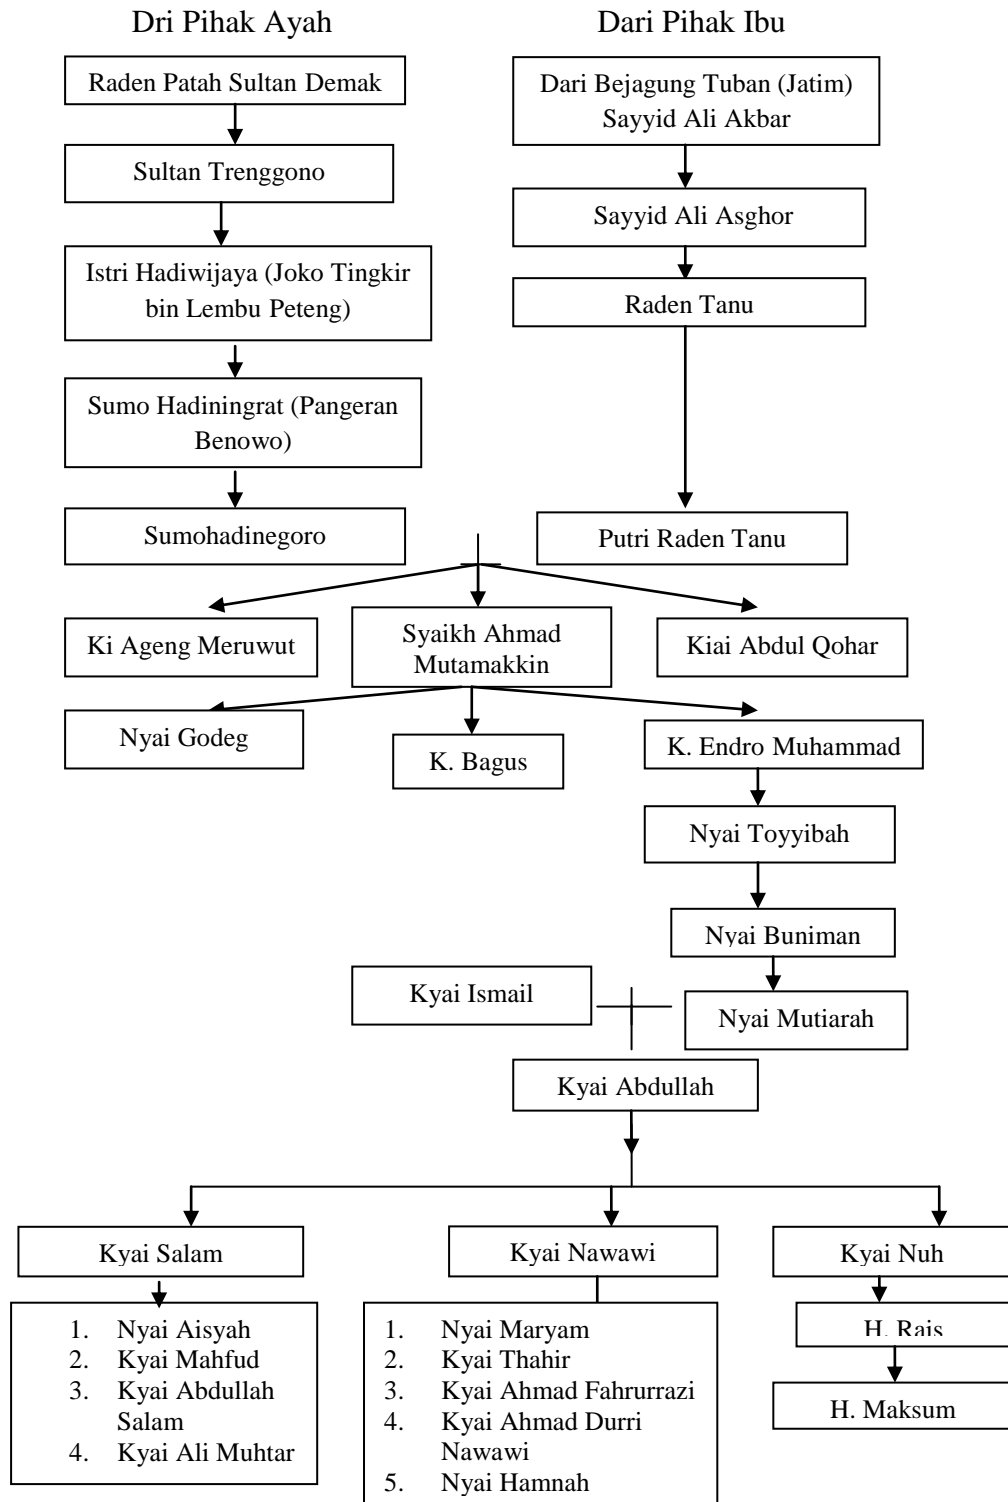 Dri Pihak Ayah
Dari Pihak Ibu
Raden Patah Sultan Demak
Dari Bejagung Tuban (Jatim)
Sayyid Ali Akbar
Sultan Trenggono
Sayyid Ali Asghor
Istri Hadiwijaya (Joko Tingkir
bin Lembu Peteng)
Raden Tanu
Sumo Hadiningrat (Pangeran
Benowo)
Sumohadinegoro
Putri Raden Tanu
Ki Ageng Meruwut
Syaikh Ahmad
Mutamakkin
Kiai Abdul Qohar
Nyai Godeg
K. Bagus
K. Endro Muhammad
Nyai Toyyibah
Nyai Buniman
Kyai Ismail
Nyai Mutiarah
Kyai Abdullah
Kyai Salam
Kyai Nawawi
Kyai Nuh
1. Nyai Aisyah
2. Kyai Mahfud
3. Kyai Abdullah
Salam
4. Kyai Ali Muhtar
1. Nyai Maryam
2. Kyai Thahir
3. Kyai Ahmad Fahrurrazi
4. Kyai Ahmad Durri
Nawawi
5. Nyai Hamnah
H. Rais
H. Maksum